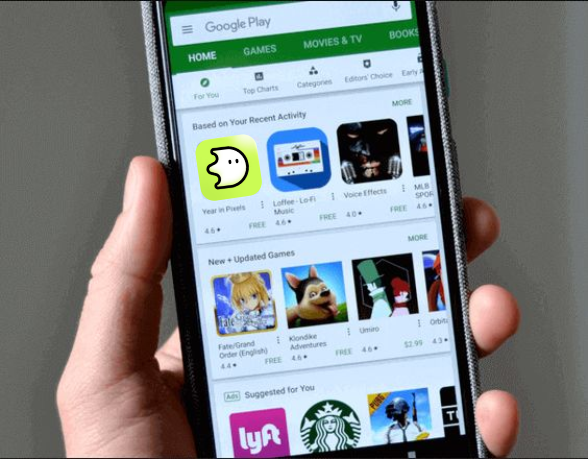 Google Play
HOME GAMES MOVIES & TV BOOKS
For You Top Charts Categories Editors' Choice Early A
Based on Your Recent Activity MORE
Year in Pixels Loffee - Lo-Fi Music Voice Effects MLB SPOR
4.6 FREE 4.6 FREE 4.0 FREE 4.6
New + Updated Games MORE
Fate/Grand Order (English) Klondike Adventures Umiro Orbit
4.4 FREE 4.6 FREE 4.6 $2.99 4.3
Ads Suggested for You
lyft PUBG